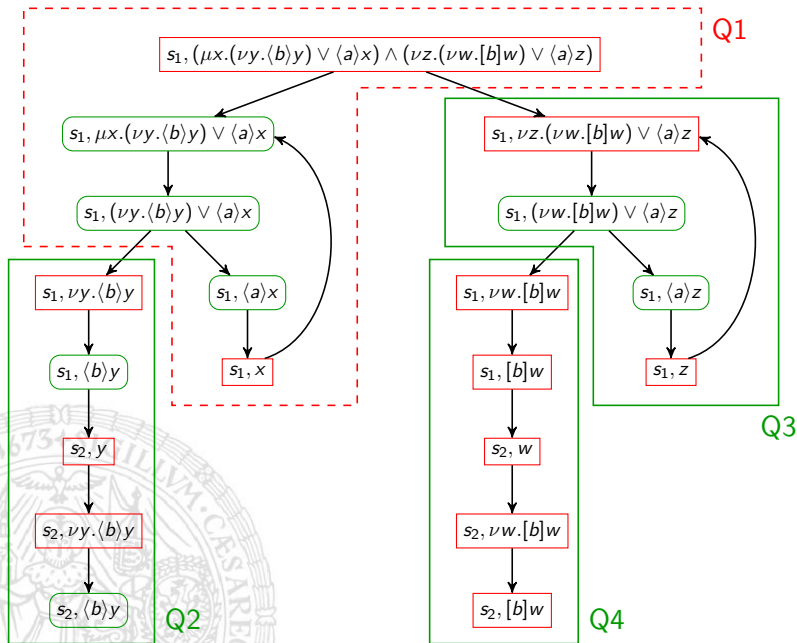 Q1
s₁, (μx.(νy.⟨b⟩y) ∨ ⟨a⟩x) ∧ (νz.(νw.[b]w) ∨ ⟨a⟩z)
s₁, μx.(νy.⟨b⟩y) ∨ ⟨a⟩x
s₁, νz.(νw.[b]w) ∨ ⟨a⟩z
s₁, (νy.⟨b⟩y) ∨ ⟨a⟩x
s₁, (νw.[b]w) ∨ ⟨a⟩z
s₁, νy.⟨b⟩y
s₁, ⟨a⟩x
s₁, νw.[b]w
s₁, ⟨a⟩z
s₁, ⟨b⟩y
s₁, x
s₁, [b]w
s₁, z
Q3
s₂, y
s₂, w
s₂, νy.⟨b⟩y
s₂, νw.[b]w
s₂, ⟨b⟩y
s₂, [b]w
Q2
Q4